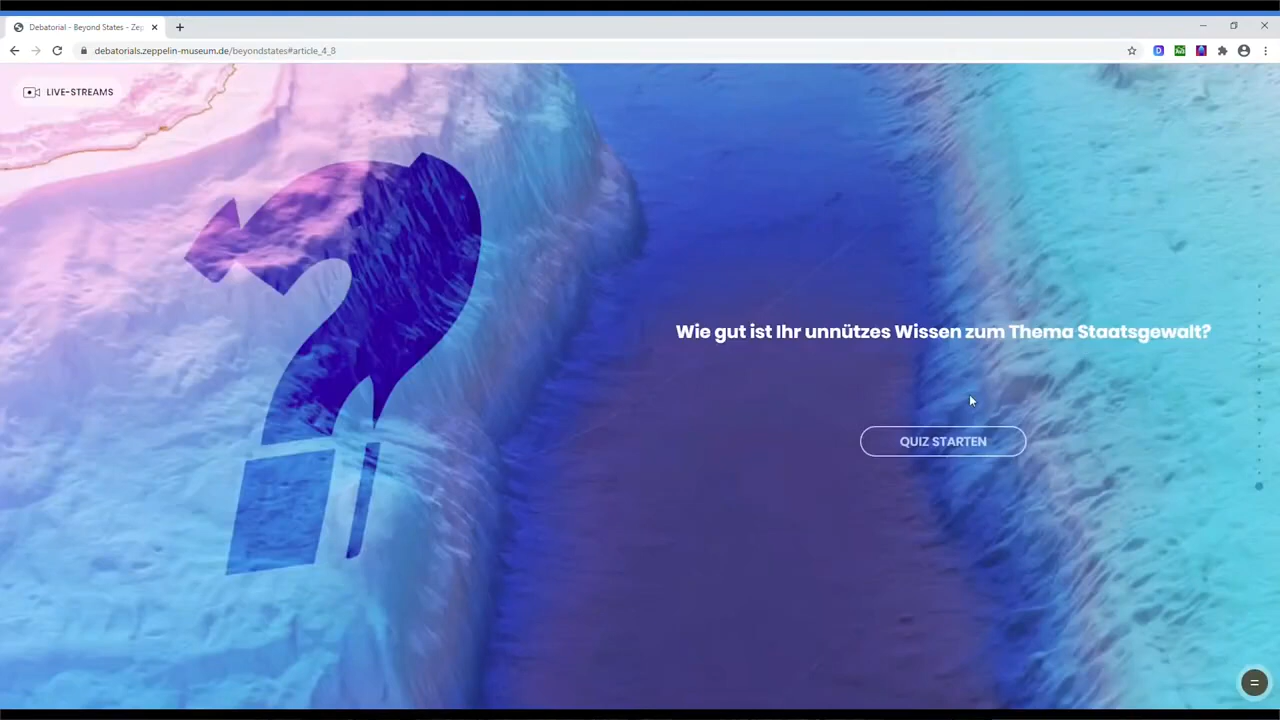 Debatorial - Beyond States - Zep
debatorials.zeppelin-museum.de/beyondstates#article_4_8
LIVE-STREAMS
Wie gut ist Ihr unnützes Wissen zum Thema Staatsgewalt?
QUIZ STARTEN